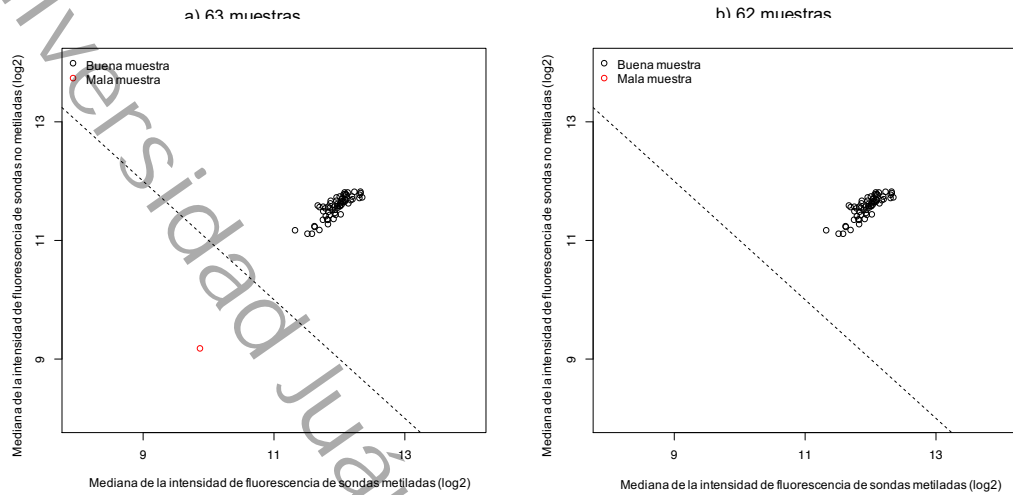 a) 63 muestras
Buena muestra
Mala muestra
Mediana de la intensidad de fluorescencia de sondas no metiladas (log2)
13
11
9
9
11
13
Mediana de la intensidad de fluorescencia de sondas metiladas (log2)
b) 62 muestras
Buena muestra
Mala muestra
Mediana de la intensidad de fluorescencia de sondas no metiladas (log2)
13
11
9
9
11
13
Mediana de la intensidad de fluorescencia de sondas metiladas (log2)
versidad Juá